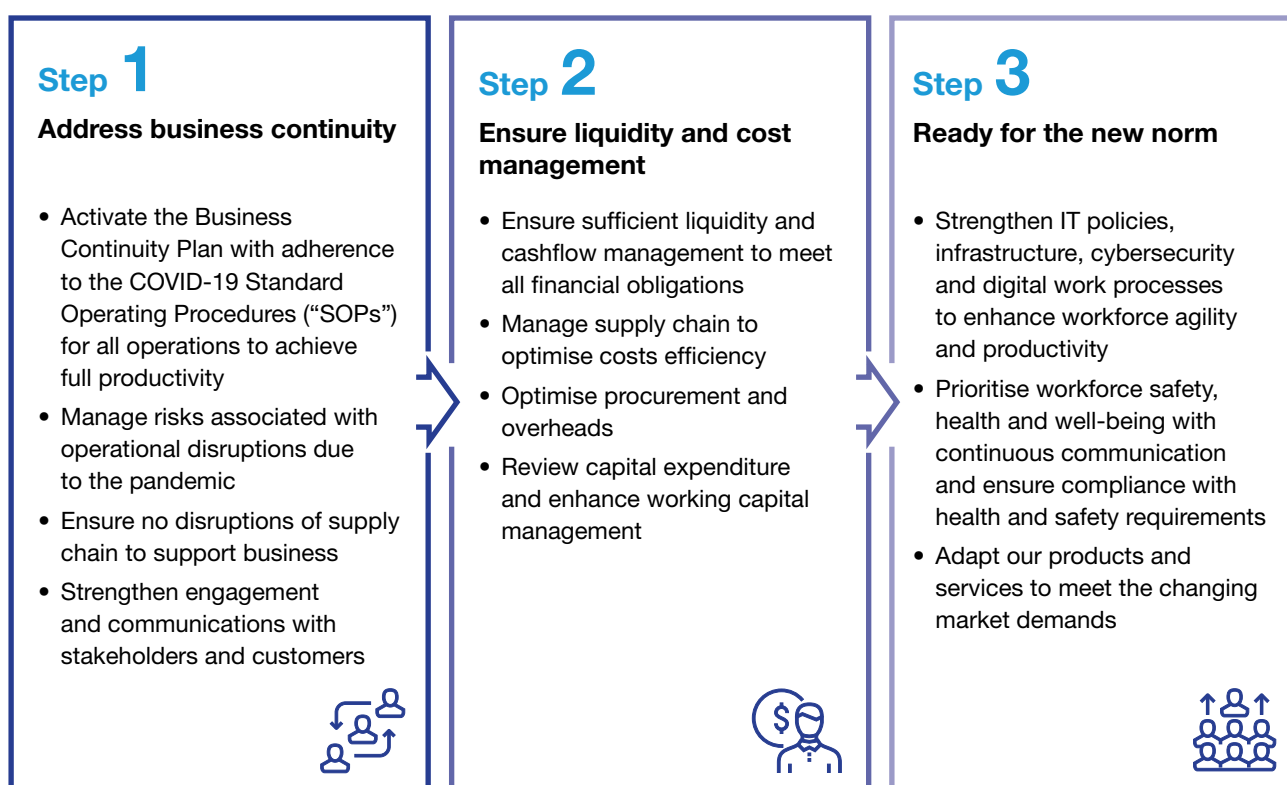 Step 1
Address business continuity
• Activate the Business
Continuity Plan with adherence
to the COVID-19 Standard
Operating Procedures (“SOPs”)
for all operations to achieve
full productivity
• Manage risks associated with
operational disruptions due
to the pandemic
• Ensure no disruptions of supply
chain to support business
• Strengthen engagement
and communications with
stakeholders and customers
Step 2
Ensure liquidity and cost
management
• Ensure sufficient liquidity and
cashflow management to meet
all financial obligations
• Manage supply chain to
optimise costs efficiency
• Optimise procurement and
overheads
• Review capital expenditure
and enhance working capital
management
$
Step 3
Ready for the new norm
• Strengthen IT policies,
infrastructure, cybersecurity
and digital work processes
to enhance workforce agility
and productivity
• Prioritise workforce safety,
health and well-being with
continuous communication
and ensure compliance with
health and safety requirements
• Adapt our products and
services to meet the changing
market demands